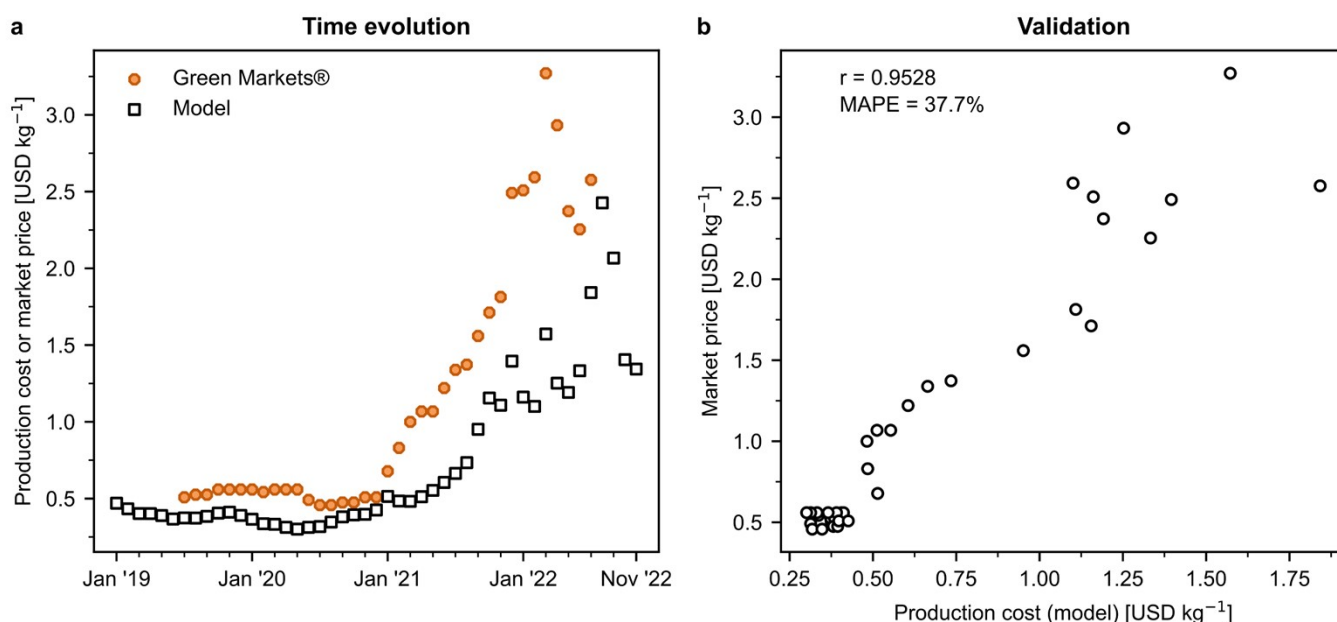 a
Time evolution
Green Markets®
Model
Production cost or market price [USD kg⁻¹]
3.0
2.5
2.0
1.5
1.0
0.5
Jan '19
Jan '20
Jan '21
Jan '22
Nov '22
b
Validation
r = 0.9528
MAPE = 37.7%
Market price [USD kg⁻¹]
3.0
2.5
2.0
1.5
1.0
0.5
0.25
0.50
0.75
1.00
1.25
1.50
1.75
Production cost (model) [USD kg⁻¹]